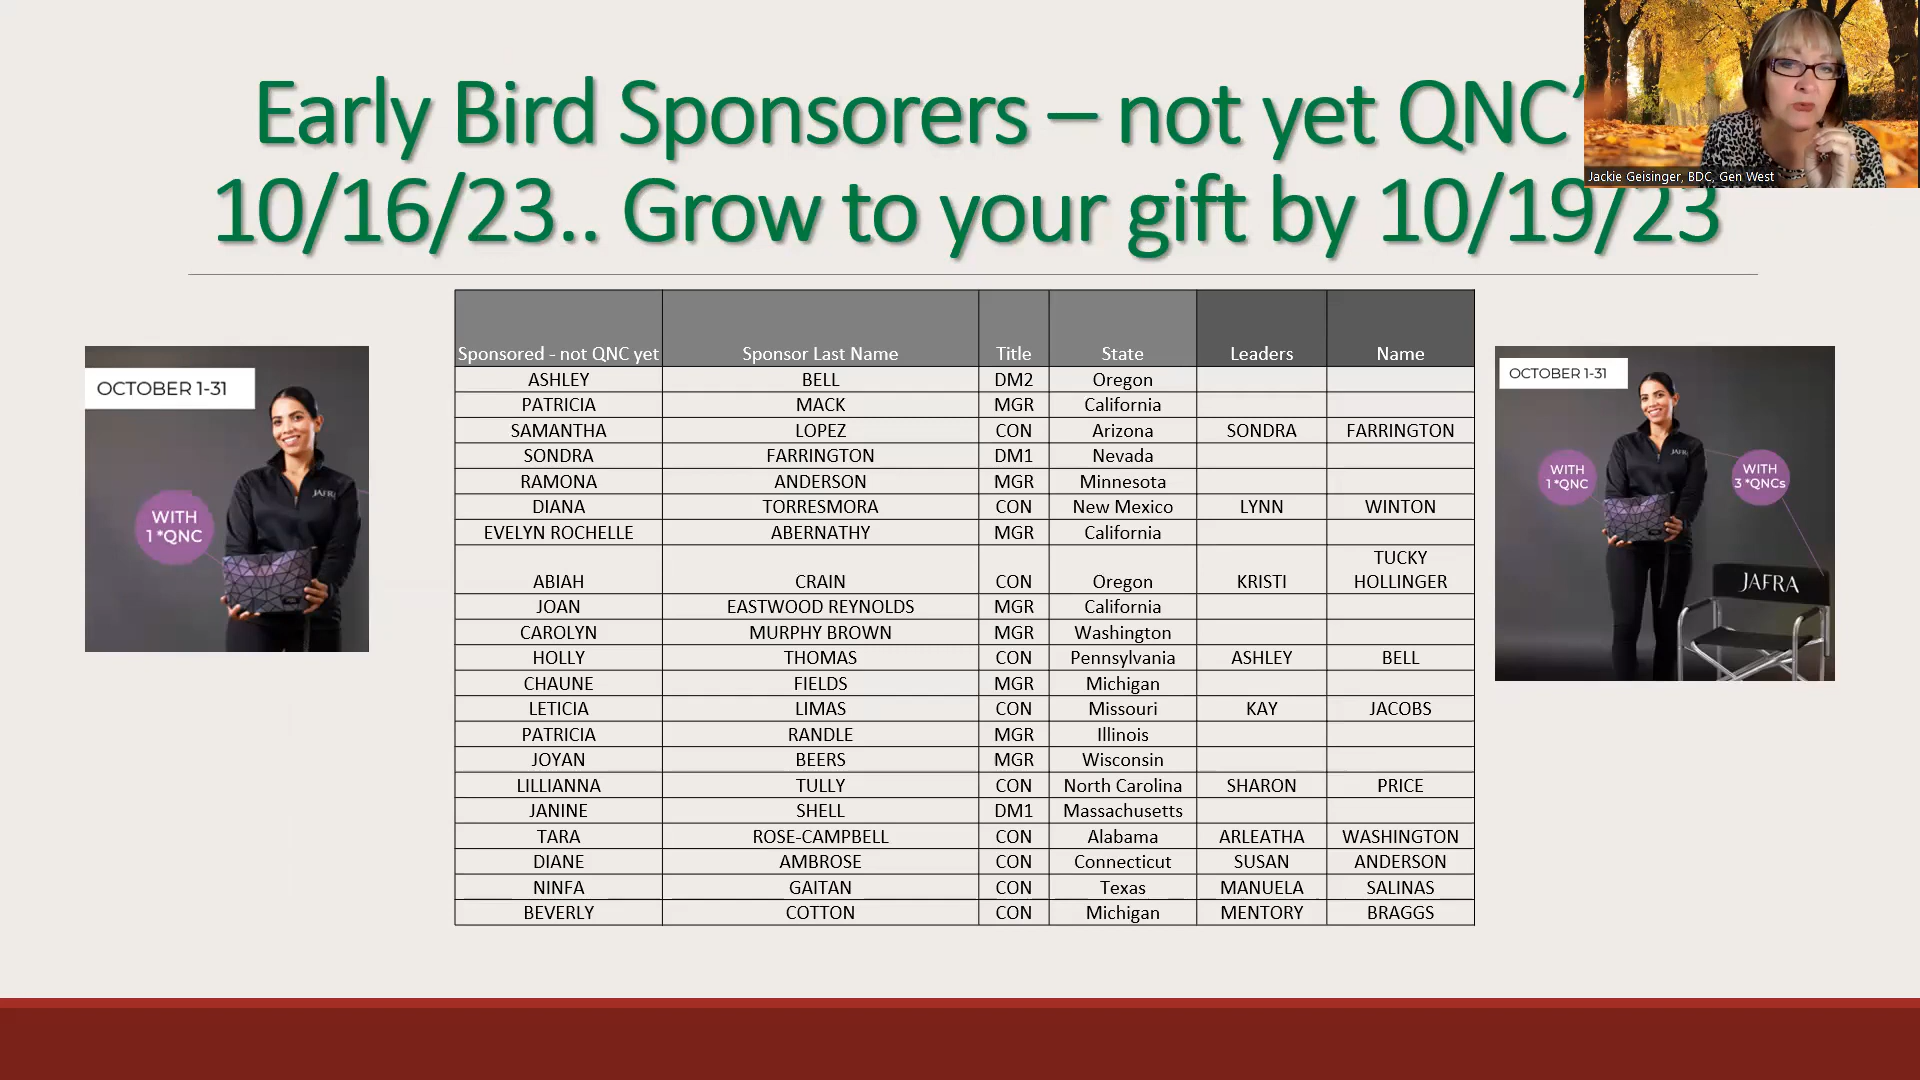 Early Bird Sponsorers – not yet QNC'
10/16/23.. Grow to your gift by 10/19/23
Jackie Geisinger, BDC, Gen West
OCTOBER 1-31
JAFR
WITH
1 *QNC
Sponsored - not QNC yet Sponsor Last Name Title State Leaders Name
ASHLEY BELL DM2 Oregon
PATRICIA MACK MGR California
SAMANTHA LOPEZ CON Arizona SONDRA FARRINGTON
SONDRA FARRINGTON DM1 Nevada
RAMONA ANDERSON MGR Minnesota
DIANA TORRESMORA CON New Mexico LYNN WINTON
EVELYN ROCHELLE ABERNATHY MGR California
ABIAH CRAIN CON Oregon KRISTI TUCKY HOLLINGER
JOAN EASTWOOD REYNOLDS MGR California
CAROLYN MURPHY BROWN MGR Washington
HOLLY THOMAS CON Pennsylvania ASHLEY BELL
CHAUNE FIELDS MGR Michigan
LETICIA LIMAS CON Missouri KAY JACOBS
PATRICIA RANDLE MGR Illinois
JOYAN BEERS MGR Wisconsin
LILLIANNA TULLY CON North Carolina SHARON PRICE
JANINE SHELL DM1 Massachusetts
TARA ROSE-CAMPBELL CON Alabama ARLEATHA WASHINGTON
DIANE AMBROSE CON Connecticut SUSAN ANDERSON
NINFA GAITAN CON Texas MANUELA SALINAS
BEVERLY COTTON CON Michigan MENTORY BRAGGS
OCTOBER 1-31
JAFRA
WITH
1 *QNC
WITH
3 *QNCs
JAFRA